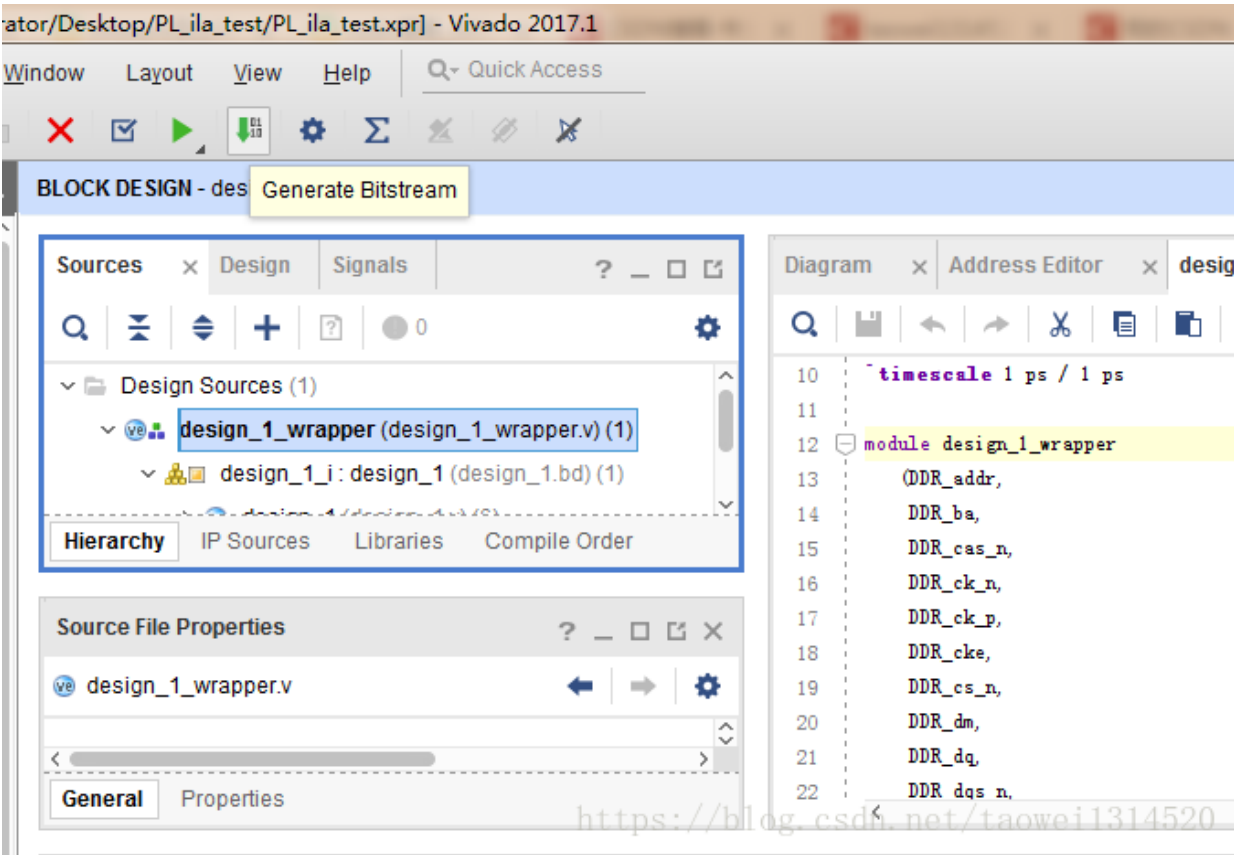 ator/Desktop/PL_ila_test/PL_ila_test.xpr] - Vivado 2017.1
Window Layout View Help Quick Access
BLOCK DESIGN - des
Generate Bitstream
Sources Design Signals
0
Design Sources (1)
design_1_wrapper (design_1_wrapper.v) (1)
design_1_i : design_1 (design_1.bd) (1)
Hierarchy IP Sources Libraries Compile Order
Source File Properties
design_1_wrapper.v
General Properties
Diagram Address Editor desig
10 `timescale 1 ps / 1 ps
11
12 module design_1_wrapper
13 (DDR_addr,
14 DDR_ba,
15 DDR_cas_n,
16 DDR_ck_n,
17 DDR_ck_p,
18 DDR_cke,
19 DDR_cs_n,
20 DDR_dm,
21 DDR_dq,
22 DDR_dqs_n,
https://blog.csdn.net/taowei1314520